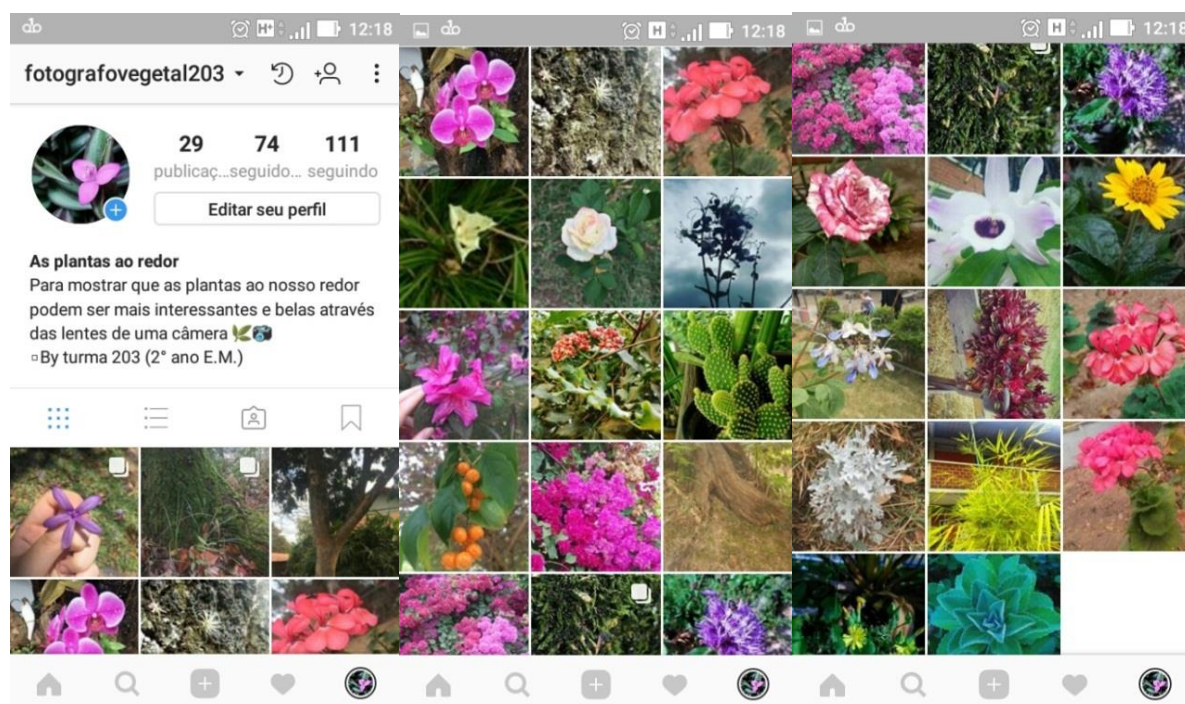 12:18
fotografovegetal203
29 74 111
publicaç...seguido... seguindo
Editar seu perfil
As plantas ao redor
Para mostrar que as plantas ao nosso redor
podem ser mais interessantes e belas através
das lentes de uma câmera
▫By turma 203 (2° ano E.M.)
H 12:18
H 12:18